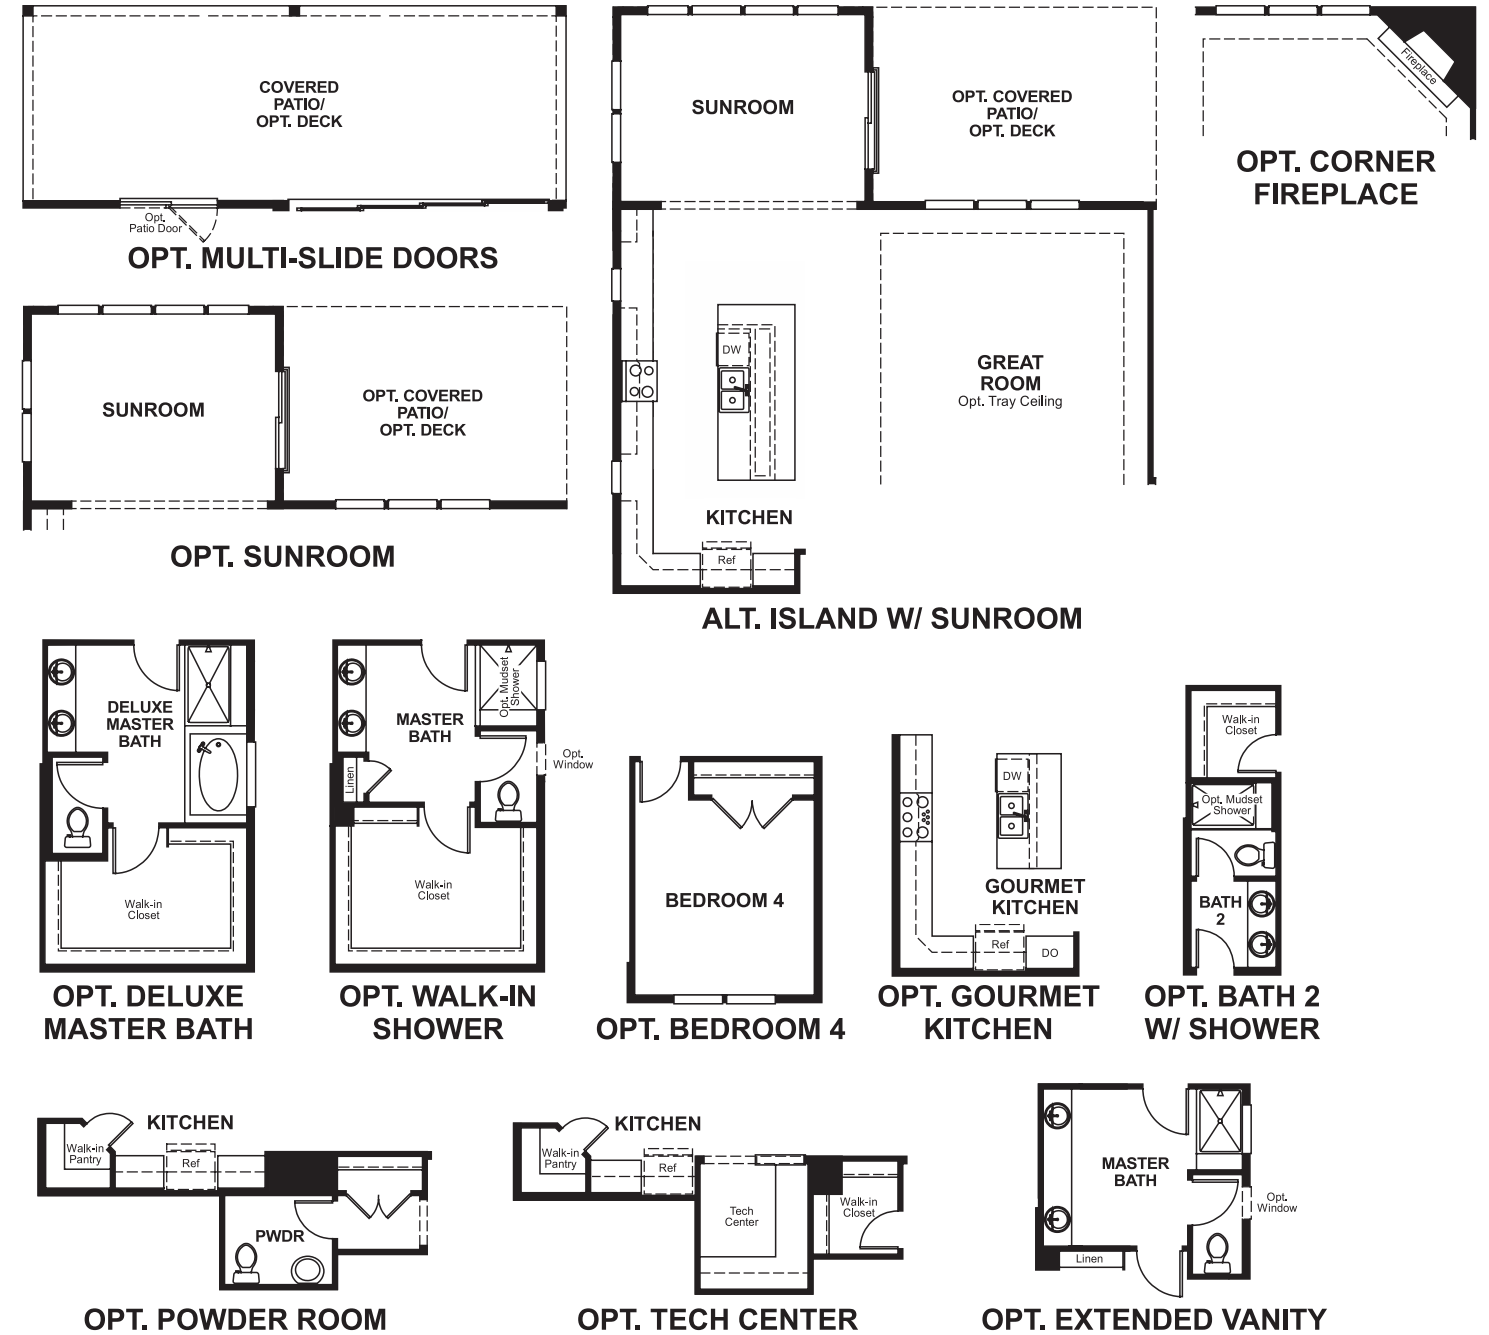 COVERED
PATIO/
OPT. DECK
Opt.
Patio Door
OPT. MULTI-SLIDE DOORS
SUNROOM
OPT. COVERED
PATIO/
OPT. DECK
DW
GREAT
ROOM
Opt. Tray Ceiling
KITCHEN
Ref
ALT. ISLAND W/ SUNROOM
Fireplace
OPT. CORNER
FIREPLACE
SUNROOM
OPT. COVERED
PATIO/
OPT. DECK
OPT. SUNROOM
DELUXE
MASTER
BATH
Walk-in
Closet
OPT. DELUXE
MASTER BATH
Opt. Mudset
Shower
MASTER
BATH
Opt.
Window
Linen
Walk-in
Closet
OPT. WALK-IN
SHOWER
BEDROOM 4
OPT. BEDROOM 4
DW
GOURMET
KITCHEN
Ref
DO
OPT. GOURMET
KITCHEN
Walk-in
Closet
Opt. Mudset
Shower
BATH
2
OPT. BATH 2
W/ SHOWER
KITCHEN
Walk-in
Pantry
Ref
PWDR
OPT. POWDER ROOM
KITCHEN
Walk-in
Pantry
Ref
Tech
Center
Walk-in
Closet
OPT. TECH CENTER
MASTER
BATH
Opt.
Window
Linen
OPT. EXTENDED VANITY